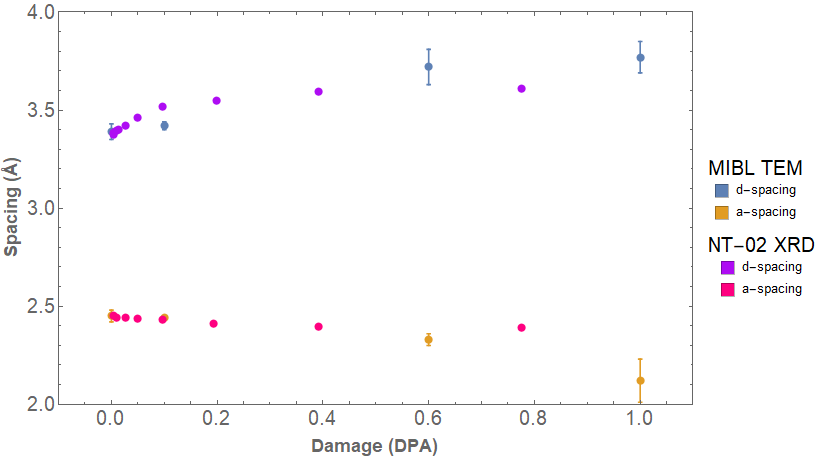 4.0
3.5
3.0
2.5
2.0
Spacing (Å)
0.0 0.2 0.4 0.6 0.8 1.0
Damage (DPA)
MIBL TEM
d-spacing
a-spacing
NT-02 XRD
d-spacing
a-spacing